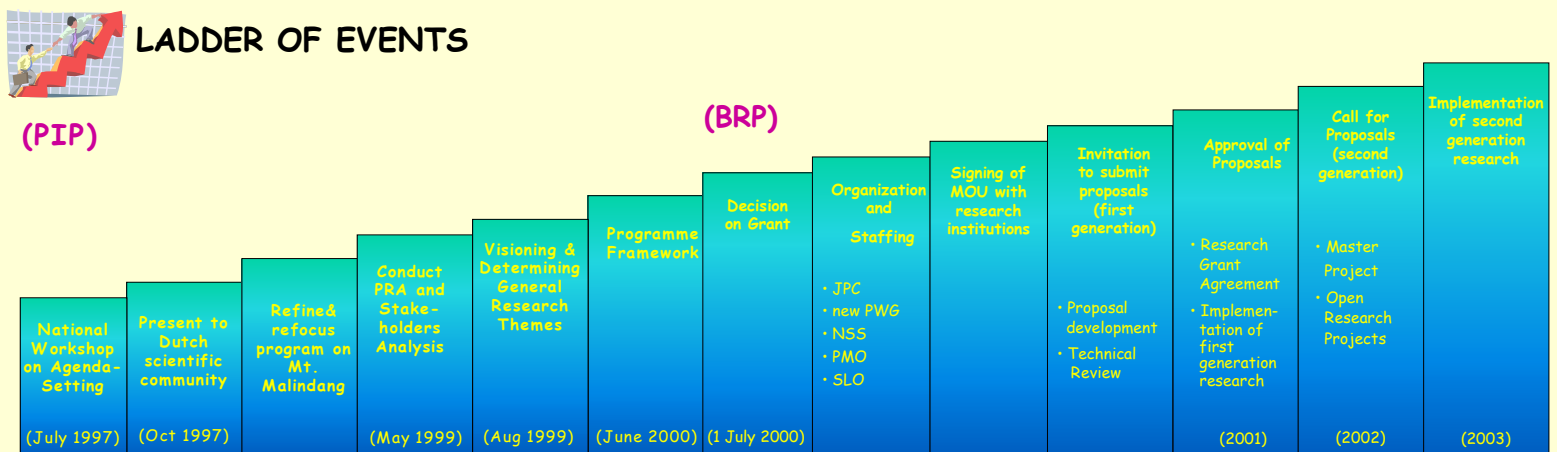 LADDER OF EVENTS
(PIP)
(BRP)
National
Workshop
on Agenda-
Setting
(July 1997)
Present to
Dutch
scientific
community
(Oct 1997)
Refine&
refocus
program on
Mt.
Malindang
Conduct
PRA and
Stake-
holders
Analysis
(May 1999)
Visioning &
Determining
General
Research
Themes
(Aug 1999)
Programme
Framework
(June 2000)
Decision
on Grant
(1 July 2000)
Organization
and
Staffing
• JPC
• new PWG
• NSS
• PMO
• SLO
Signing of
MOU with
research
institutions
Invitation
to submit
proposals
(first
generation)
• Proposal
development
• Technical
Review
Approval of
Proposals
• Research
Grant
Agreement
• Implemen-
tation of
first
generation
research
(2001)
Call for
Proposals
(second
generation)
• Master
Project
• Open
Research
Projects
(2002)
Implementation
of second
generation
research
(2003)